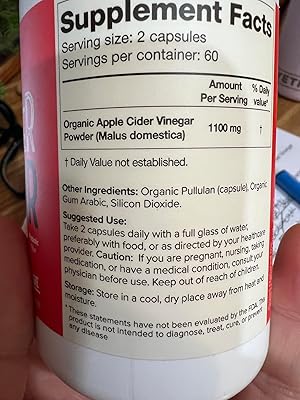 Supplement Facts
Serving size: 2 capsules
Servings per container: 60
Amount % Daily
Per Serving value*
Organic Apple Cider Vinegar
Powder (Malus domestica) 1100 mg †
† Daily Value not established.
Other Ingredients: Organic Pullulan (capsule), Organic
Gum Arabic, Silicon Dioxide.
Suggested Use:
Take 2 capsules daily with a full glass of water,
preferably with food, or as directed by your healthcare
provider. Caution: If you are pregnant, nursing, taking
medication, or have a medical condition, consult your
physician before use. Keep out of reach of children.
Storage: Store in a cool, dry place away from heat and
moisture.
*These statements have not been evaluated by the FDA. This
product is not intended to diagnose, treat, cure, or prevent
any disease